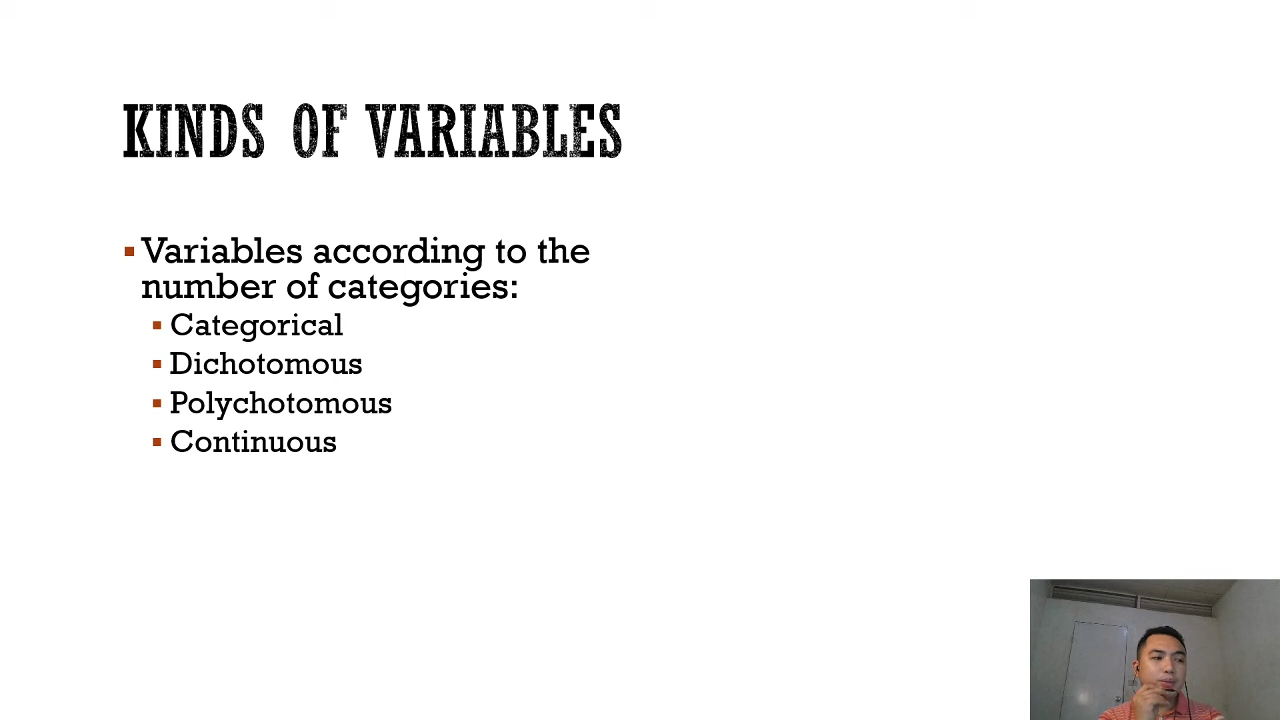 KINDS OF VARIABLES
Variables according to the
number of categories:
Categorical
Dichotomous
Polychotomous
Continuous